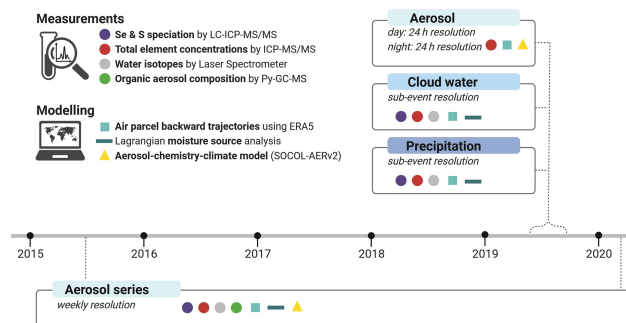 Measurements
Se & S speciation by LC-ICP-MS/MS
Total element concentrations by ICP-MS/MS
Water isotopes by Laser Spectrometer
Organic aerosol composition by Py-GC-MS
Modelling
Air parcel backward trajectories using ERA5
Lagrangian moisture source analysis
Aerosol-chemistry-climate model (SOCOL-AERv2)
Aerosol
day: 24 h resolution
night: 24 h resolution
Cloud water
sub-event resolution
Precipitation
sub-event resolution
2015 2016 2017 2018 2019 2020
Aerosol series
weekly resolution